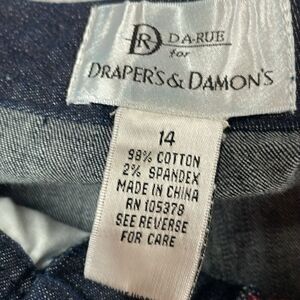 DR DA-RUE
for
DRAPER'S & DAMON'S
14
98% COTTON
2% SPANDEX
MADE IN CHINA
RN 105379
SEE REVERSE
FOR CARE